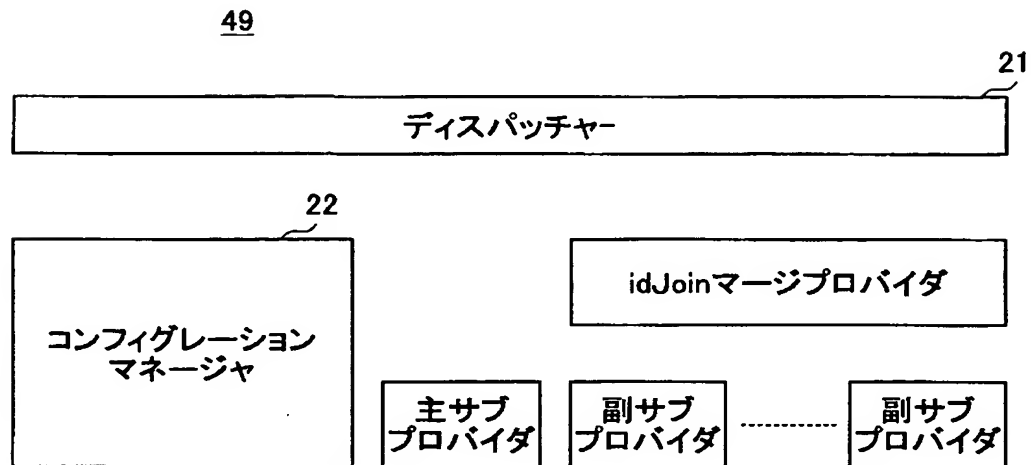 49
21
ディスパッチャー
22
idJoinマージプロバイダ
コンフィグレーション
マネージャ
主サブ
プロバイダ
副サブ
プロバイダ
副サブ
プロバイダ